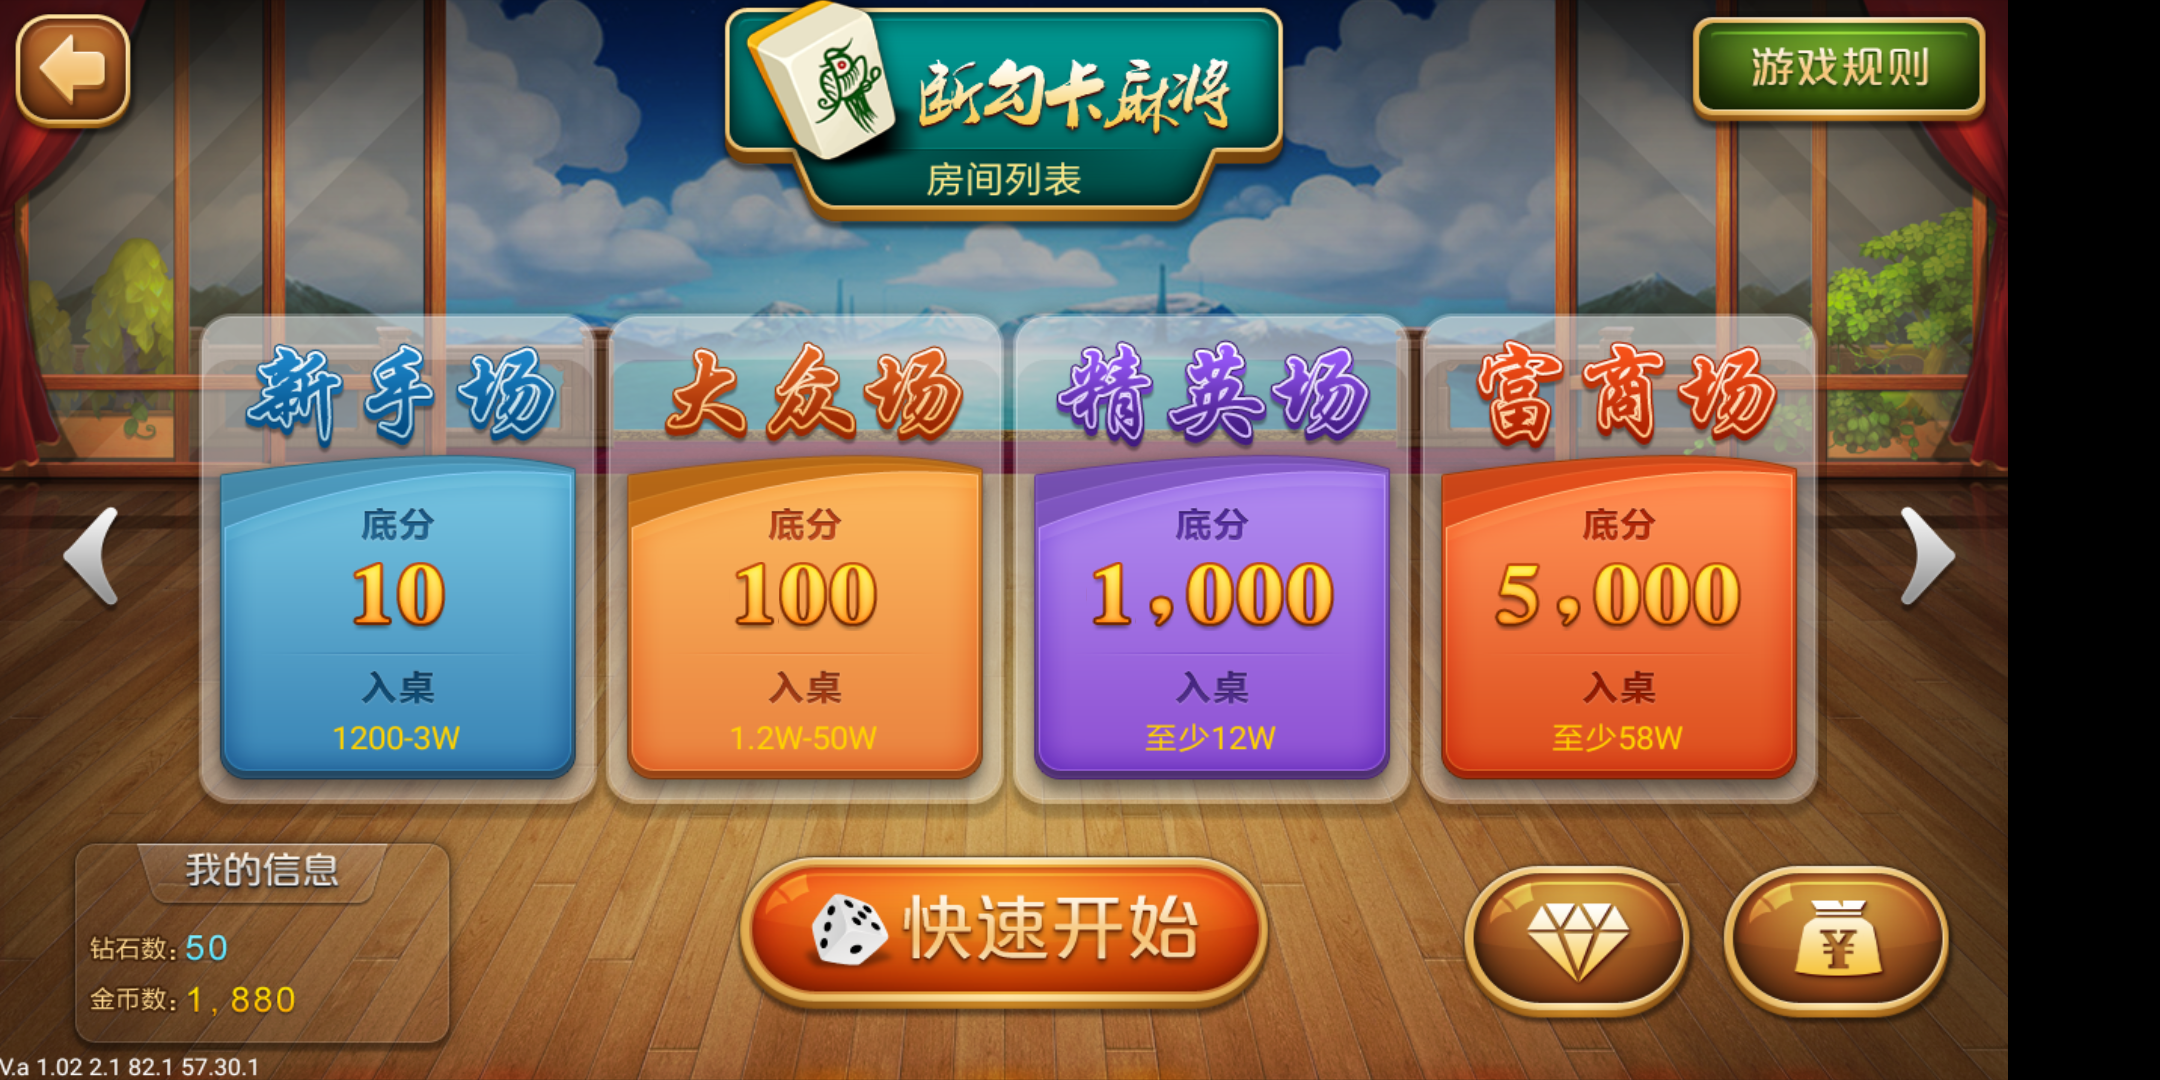 断勾卡麻将
房间列表
游戏规则
新手场
底分
10
入桌
1200-3W
大众场
底分
100
入桌
1.2W-50W
精英场
底分
1,000
入桌
至少12W
富商场
底分
5,000
入桌
至少58W
我的信息
钻石数:50
金币数:1,880
快速开始
¥
V.a 1.02 2.1 82.1 57.30.1